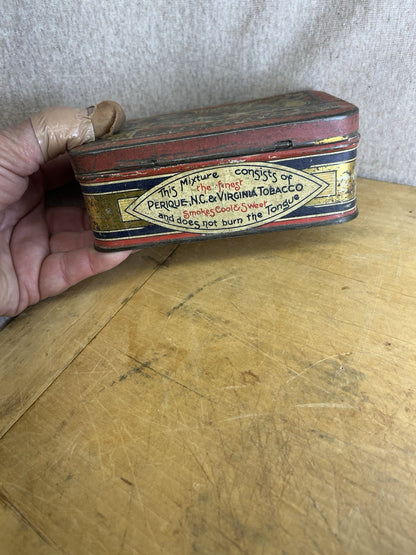 This Mixture consists of
the finest
PERIQUE, N.C. & VIRGINIA TOBACCO
smokes Cool & Sweet
and does not burn the Tongue